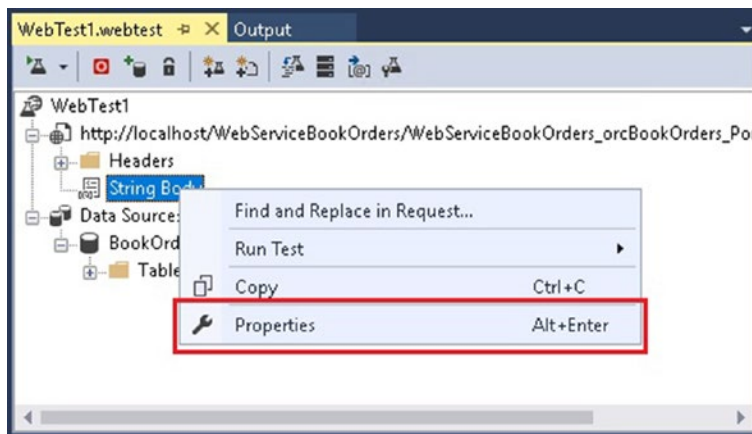 WebTest1.webtest Output
WebTest1
http://localhost/WebServiceBookOrders/WebServiceBookOrders_orcBookOrders_Po
Headers
String Body
Find and Replace in Request...
Data Source
BookOrd
Run Test
Table
Copy Ctrl+C
Properties Alt+Enter